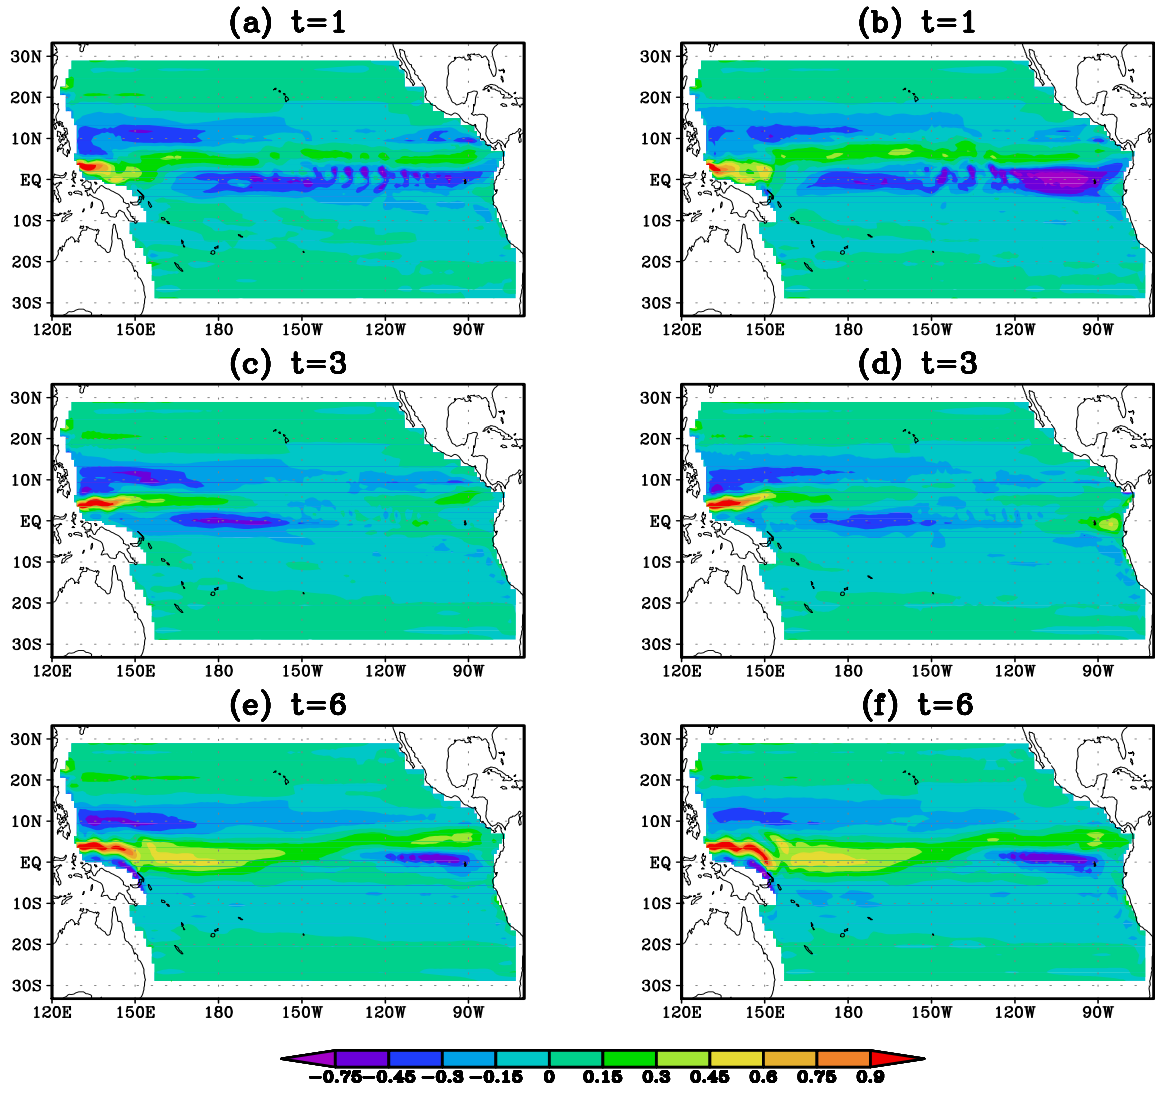 (a) t=1
(b) t=1
30N
20N
10N
EQ
10S
20S
30S
120E 150E 180 150W 120W 90W
30N
20N
10N
EQ
10S
20S
30S
120E 150E 180 150W 120W 90W
(c) t=3
(d) t=3
30N
20N
10N
EQ
10S
20S
30S
120E 150E 180 150W 120W 90W
30N
20N
10N
EQ
10S
20S
30S
120E 150E 180 150W 120W 90W
(e) t=6
(f) t=6
30N
20N
10N
EQ
10S
20S
30S
120E 150E 180 150W 120W 90W
30N
20N
10N
EQ
10S
20S
30S
120E 150E 180 150W 120W 90W
-0.75 -0.45 -0.3 -0.15 0 0.15 0.3 0.45 0.6 0.75 0.9